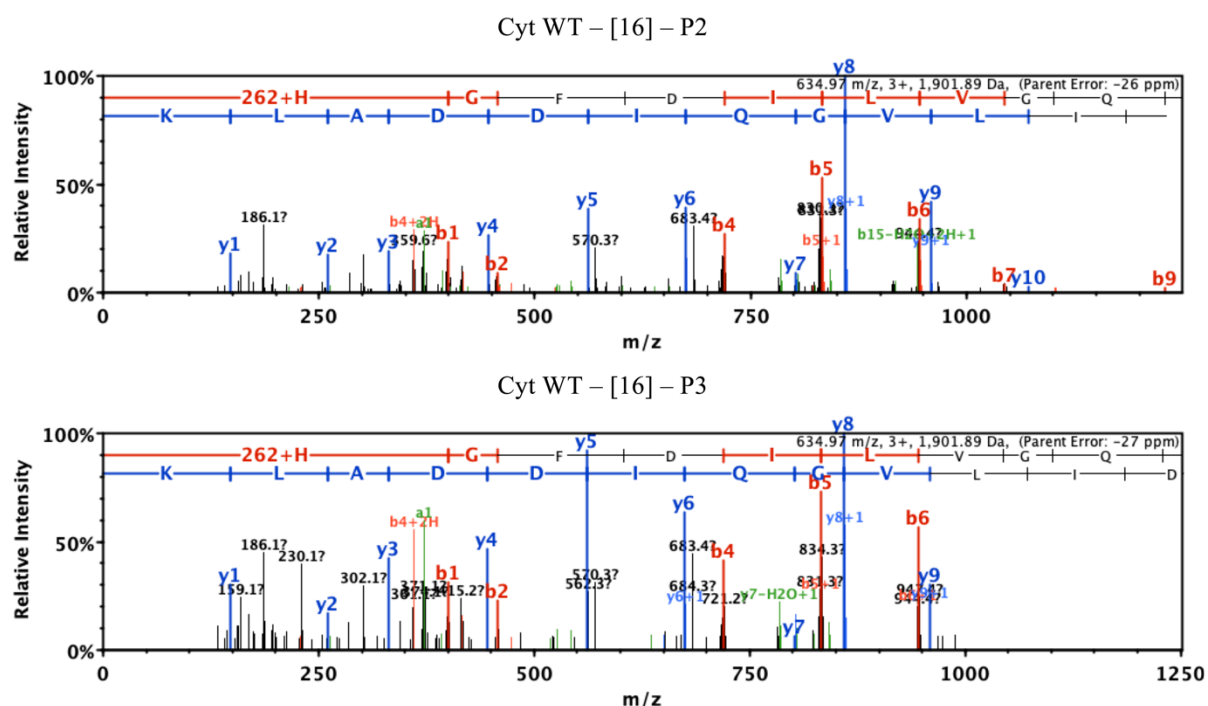 Cyt WT – [16] – P2
y8
100%
634.97 m/z, 3+, 1,901.89 Da, (Parent Error: -26 ppm)
262+H G F D I L V G Q
K L A D D I Q G V L I
Relative Intensity
b5
50%
y5 y6 y8+1 y9
186.1? 683.4? b6
b4+2H a1
359.6? b1 y4 570.3? b4 b5+1 y9+1
y1 y2 y3
b2 y7 b7 y10 b9
0%
0 250 500 750 1000
m/z
Cyt WT – [16] – P3
y8
100%
y5
634.97 m/z, 3+, 1,901.89 Da, (Parent Error: -27 ppm)
262+H G F D I L V G Q
K L A D D I Q G V L I D
Relative Intensity
b5
a1 y6 y8+1 b6
b4+2H
50%
186.1? y3 y4 683.4? 834.3?
230.1? b4
y1 302.1? b1 570.3? 831.3? y9
159.1? 415.2? 562.3? 684.3? y7-H2O+1 b5+1
y6+1 721.2?
y2 b2 y7
0%
0 250 500 750 1000 1250
m/z